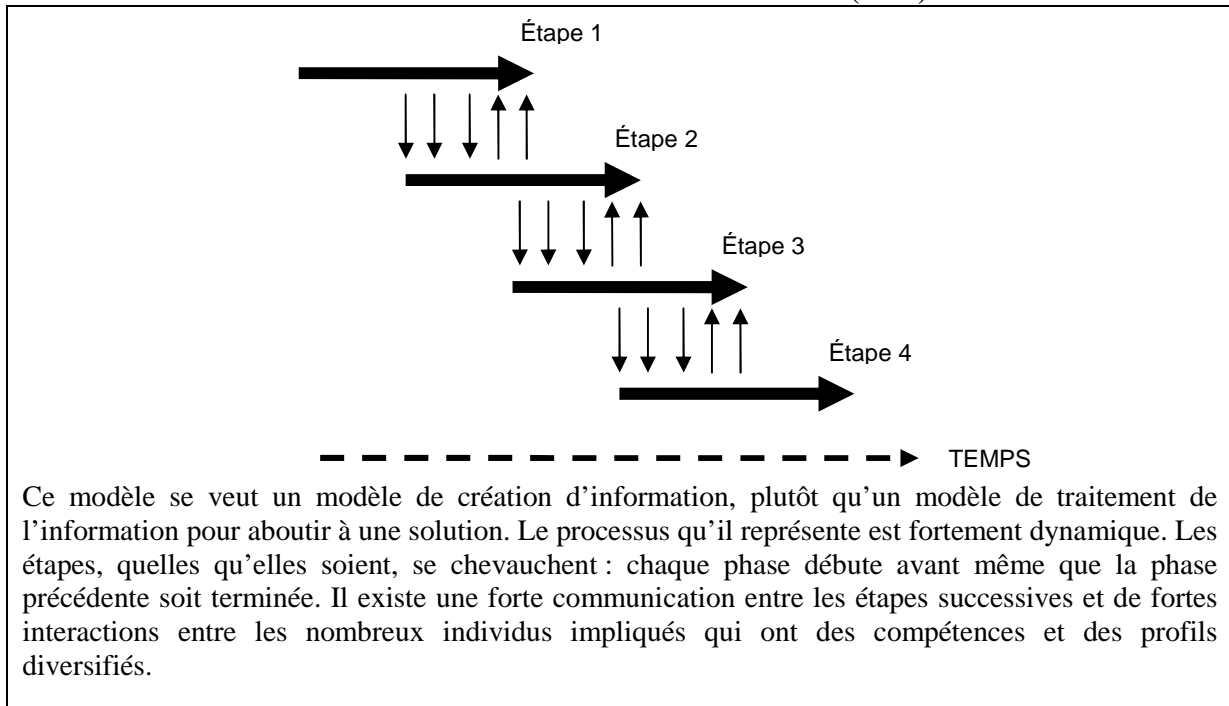 Étape 1
Étape 2
Étape 3
Étape 4
TEMPS
Ce modèle se veut un modèle de création d’information, plutôt qu’un modèle de traitement de
l’information pour aboutir à une solution. Le processus qu’il représente est fortement dynamique. Les
étapes, quelles qu’elles soient, se chevauchent : chaque phase débute avant même que la phase
précédente soit terminée. Il existe une forte communication entre les étapes successives et de fortes
interactions entre les nombreux individus impliqués qui ont des compétences et des profils
diversifiés.